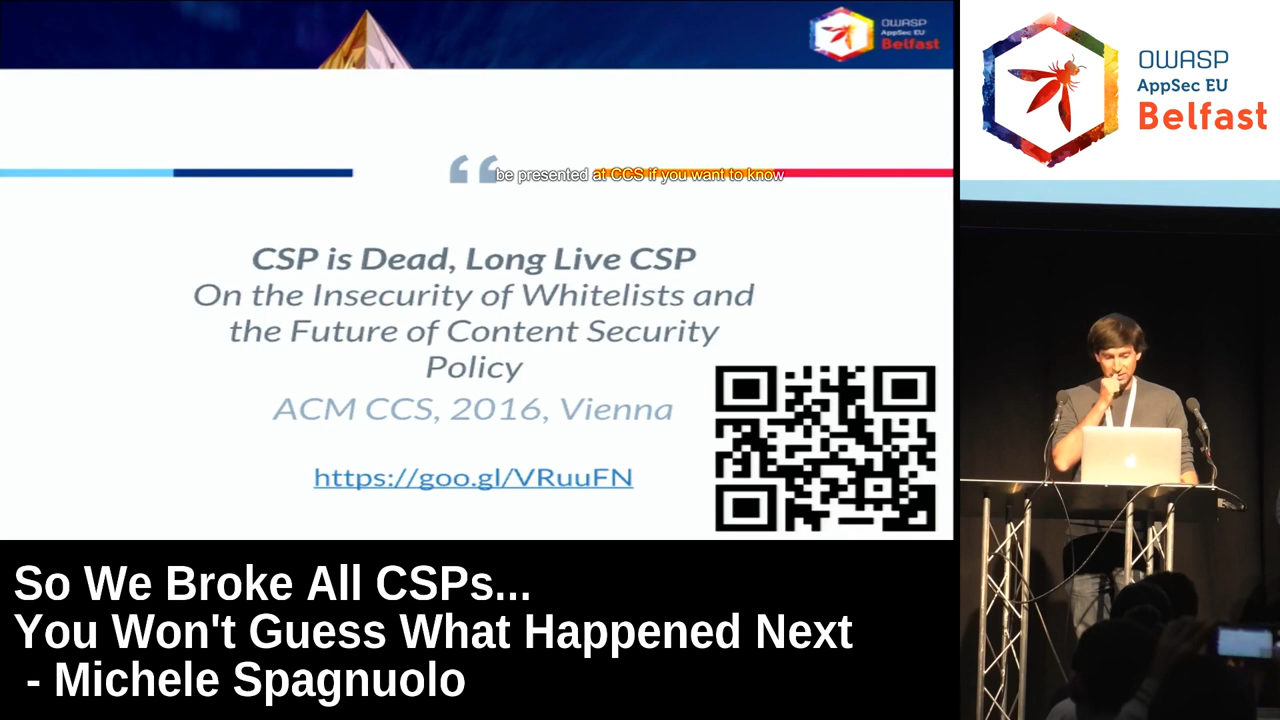 OWASP
AppSec EU
Belfast
be presented at CCS if you want to know
CSP is Dead, Long Live CSP
On the Insecurity of Whitelists and
the Future of Content Security
Policy
ACM CCS, 2016, Vienna
https://goo.gl/VRuuFN
OWASP
AppSec EU
Belfast
So We Broke All CSPs...
You Won't Guess What Happened Next
- Michele Spagnuolo